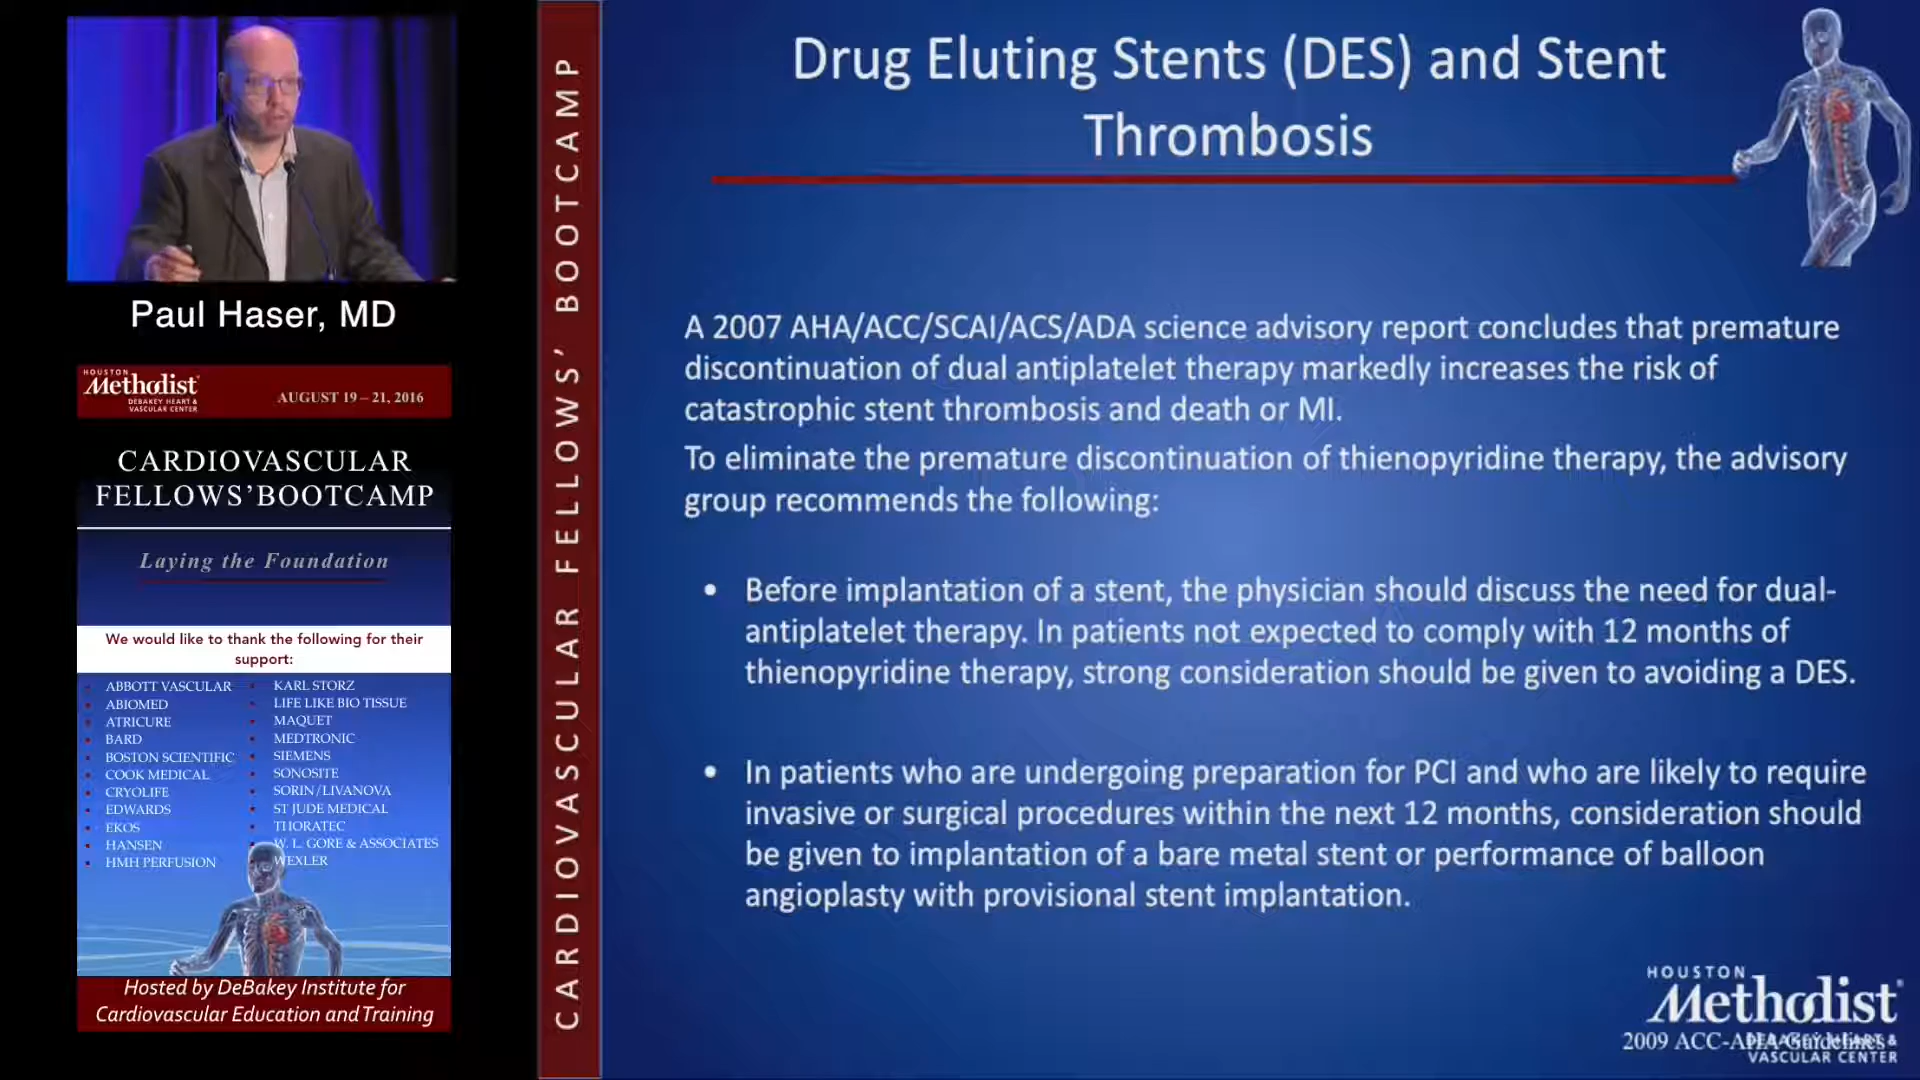 Paul Haser, MD
HOUSTON
Methodist
DEBAKEY HEART &
VASCULAR CENTER
AUGUST 19 – 21, 2016
CARDIOVASCULAR
FELLOWS’BOOTCAMP
Laying the Foundation
We would like to thank the following for their
support:
• ABBOTT VASCULAR
• ABIOMED
• ATRICURE
• BARD
• BOSTON SCIENTIFIC
• COOK MEDICAL
• CRYOLIFE
• EDWARDS
• EKOS
• HANSEN
• HMH PERFUSION
• KARL STORZ
• LIFE LIKE BIO TISSUE
• MAQUET
• MEDTRONIC
• SIEMENS
• SONOSITE
• SORIN/LIVANOVA
• ST JUDE MEDICAL
• THORATEC
• W. L. GORE & ASSOCIATES
WEXLER
Hosted by DeBakey Institute for
Cardiovascular Education and Training
CARDIOVASCULAR FELLOWS’ BOOTCAMP
Drug Eluting Stents (DES) and Stent
Thrombosis
A 2007 AHA/ACC/SCAI/ACS/ADA science advisory report concludes that premature
discontinuation of dual antiplatelet therapy markedly increases the risk of
catastrophic stent thrombosis and death or MI.
To eliminate the premature discontinuation of thienopyridine therapy, the advisory
group recommends the following:
• Before implantation of a stent, the physician should discuss the need for dual-
antiplatelet therapy. In patients not expected to comply with 12 months of
thienopyridine therapy, strong consideration should be given to avoiding a DES.
• In patients who are undergoing preparation for PCI and who are likely to require
invasive or surgical procedures within the next 12 months, consideration should
be given to implantation of a bare metal stent or performance of balloon
angioplasty with provisional stent implantation.
HOUSTON
Methodist
2009 ACC-AHA Guidelines
DEBAKEY HEART &
VASCULAR CENTER